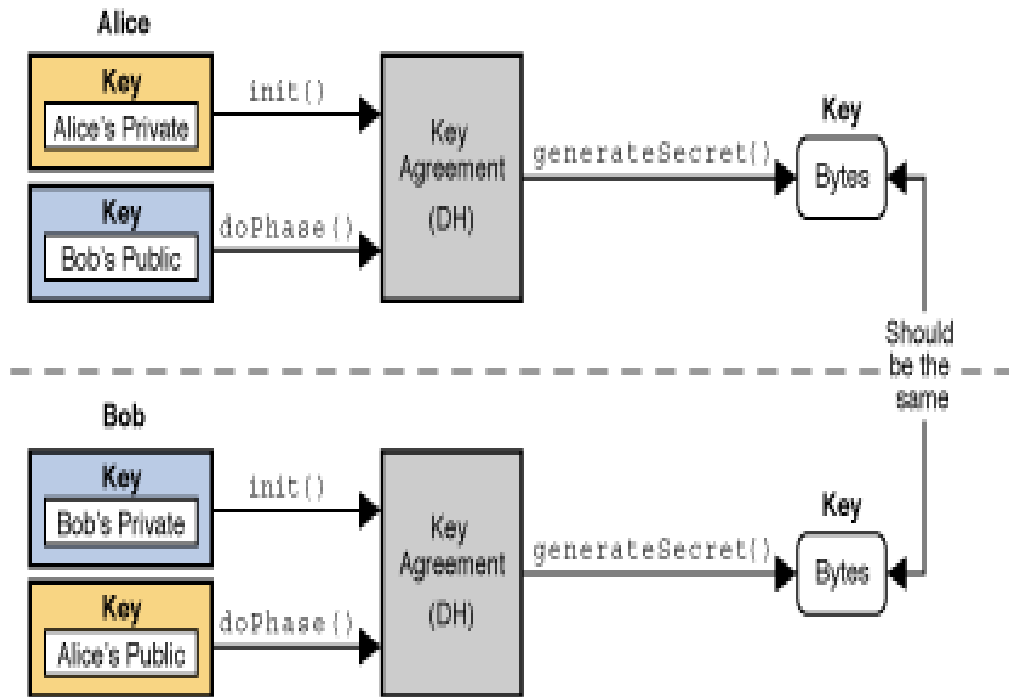 Alice
Key
Alice's Private
init()
Key
Bob's Public
doPhase()
Key
Agreement
(DH)
generateSecret()
Key
Bytes
Should
be the
same
Bob
Key
Bob's Private
init()
Key
Alice's Public
doPhase()
Key
Agreement
(DH)
generateSecret()
Key
Bytes